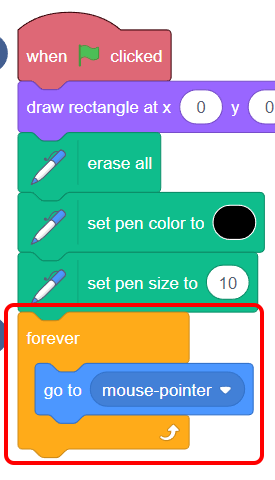 when clicked
draw rectangle at x 0 y 0
erase all
set pen color to
set pen size to 10
forever
go to mouse-pointer